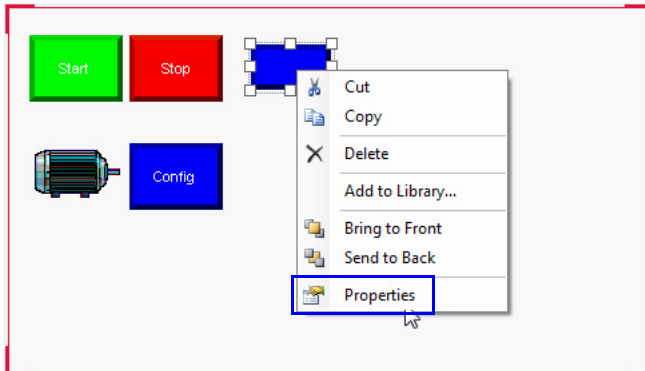 Start
Stop
Config
Cut
Copy
Delete
Add to Library...
Bring to Front
Send to Back
Properties